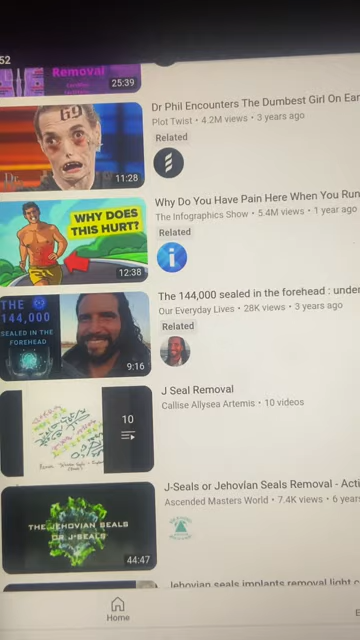 52
Removal
25:39
69
Dr
11:28
Dr Phil Encounters The Dumbest Girl On Ear
Plot Twist • 4.2M views • 3 years ago
Related
WHY DOES
THIS HURT?
12:38
Why Do You Have Pain Here When You Run
The Infographics Show • 5.4M views • 1 year ago
Related
i
THE
144,000
SEALED IN THE
FOREHEAD
9:16
The 144,000 sealed in the forehead : under
Our Everyday Lives • 28K views • 3 years ago
Related
10
J Seal Removal
Callise Allysea Artemis • 10 videos
THE JEHOVIAN SEALS
OR J-SEALS
44:47
J-Seals or Jehovian Seals Removal - Acti
Ascended Masters World • 7.4K views • 6 years
Jehovian seals implants removal light c
Home